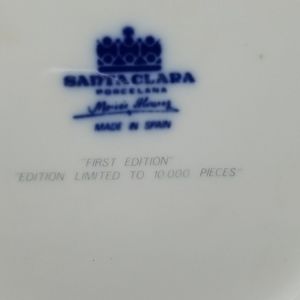 SANTA CLARA
PORCELANA
MADE IN SPAIN
"FIRST EDITION"
"EDITION LIMITED TO 10.000 PIECES"